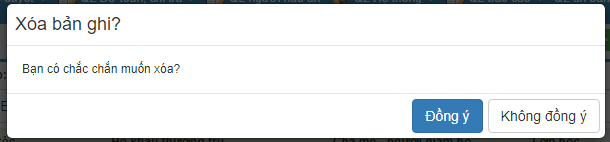 Xóa bản ghi?
Bạn có chắc chắn muốn xóa?
Đồng ý
Không đồng ý